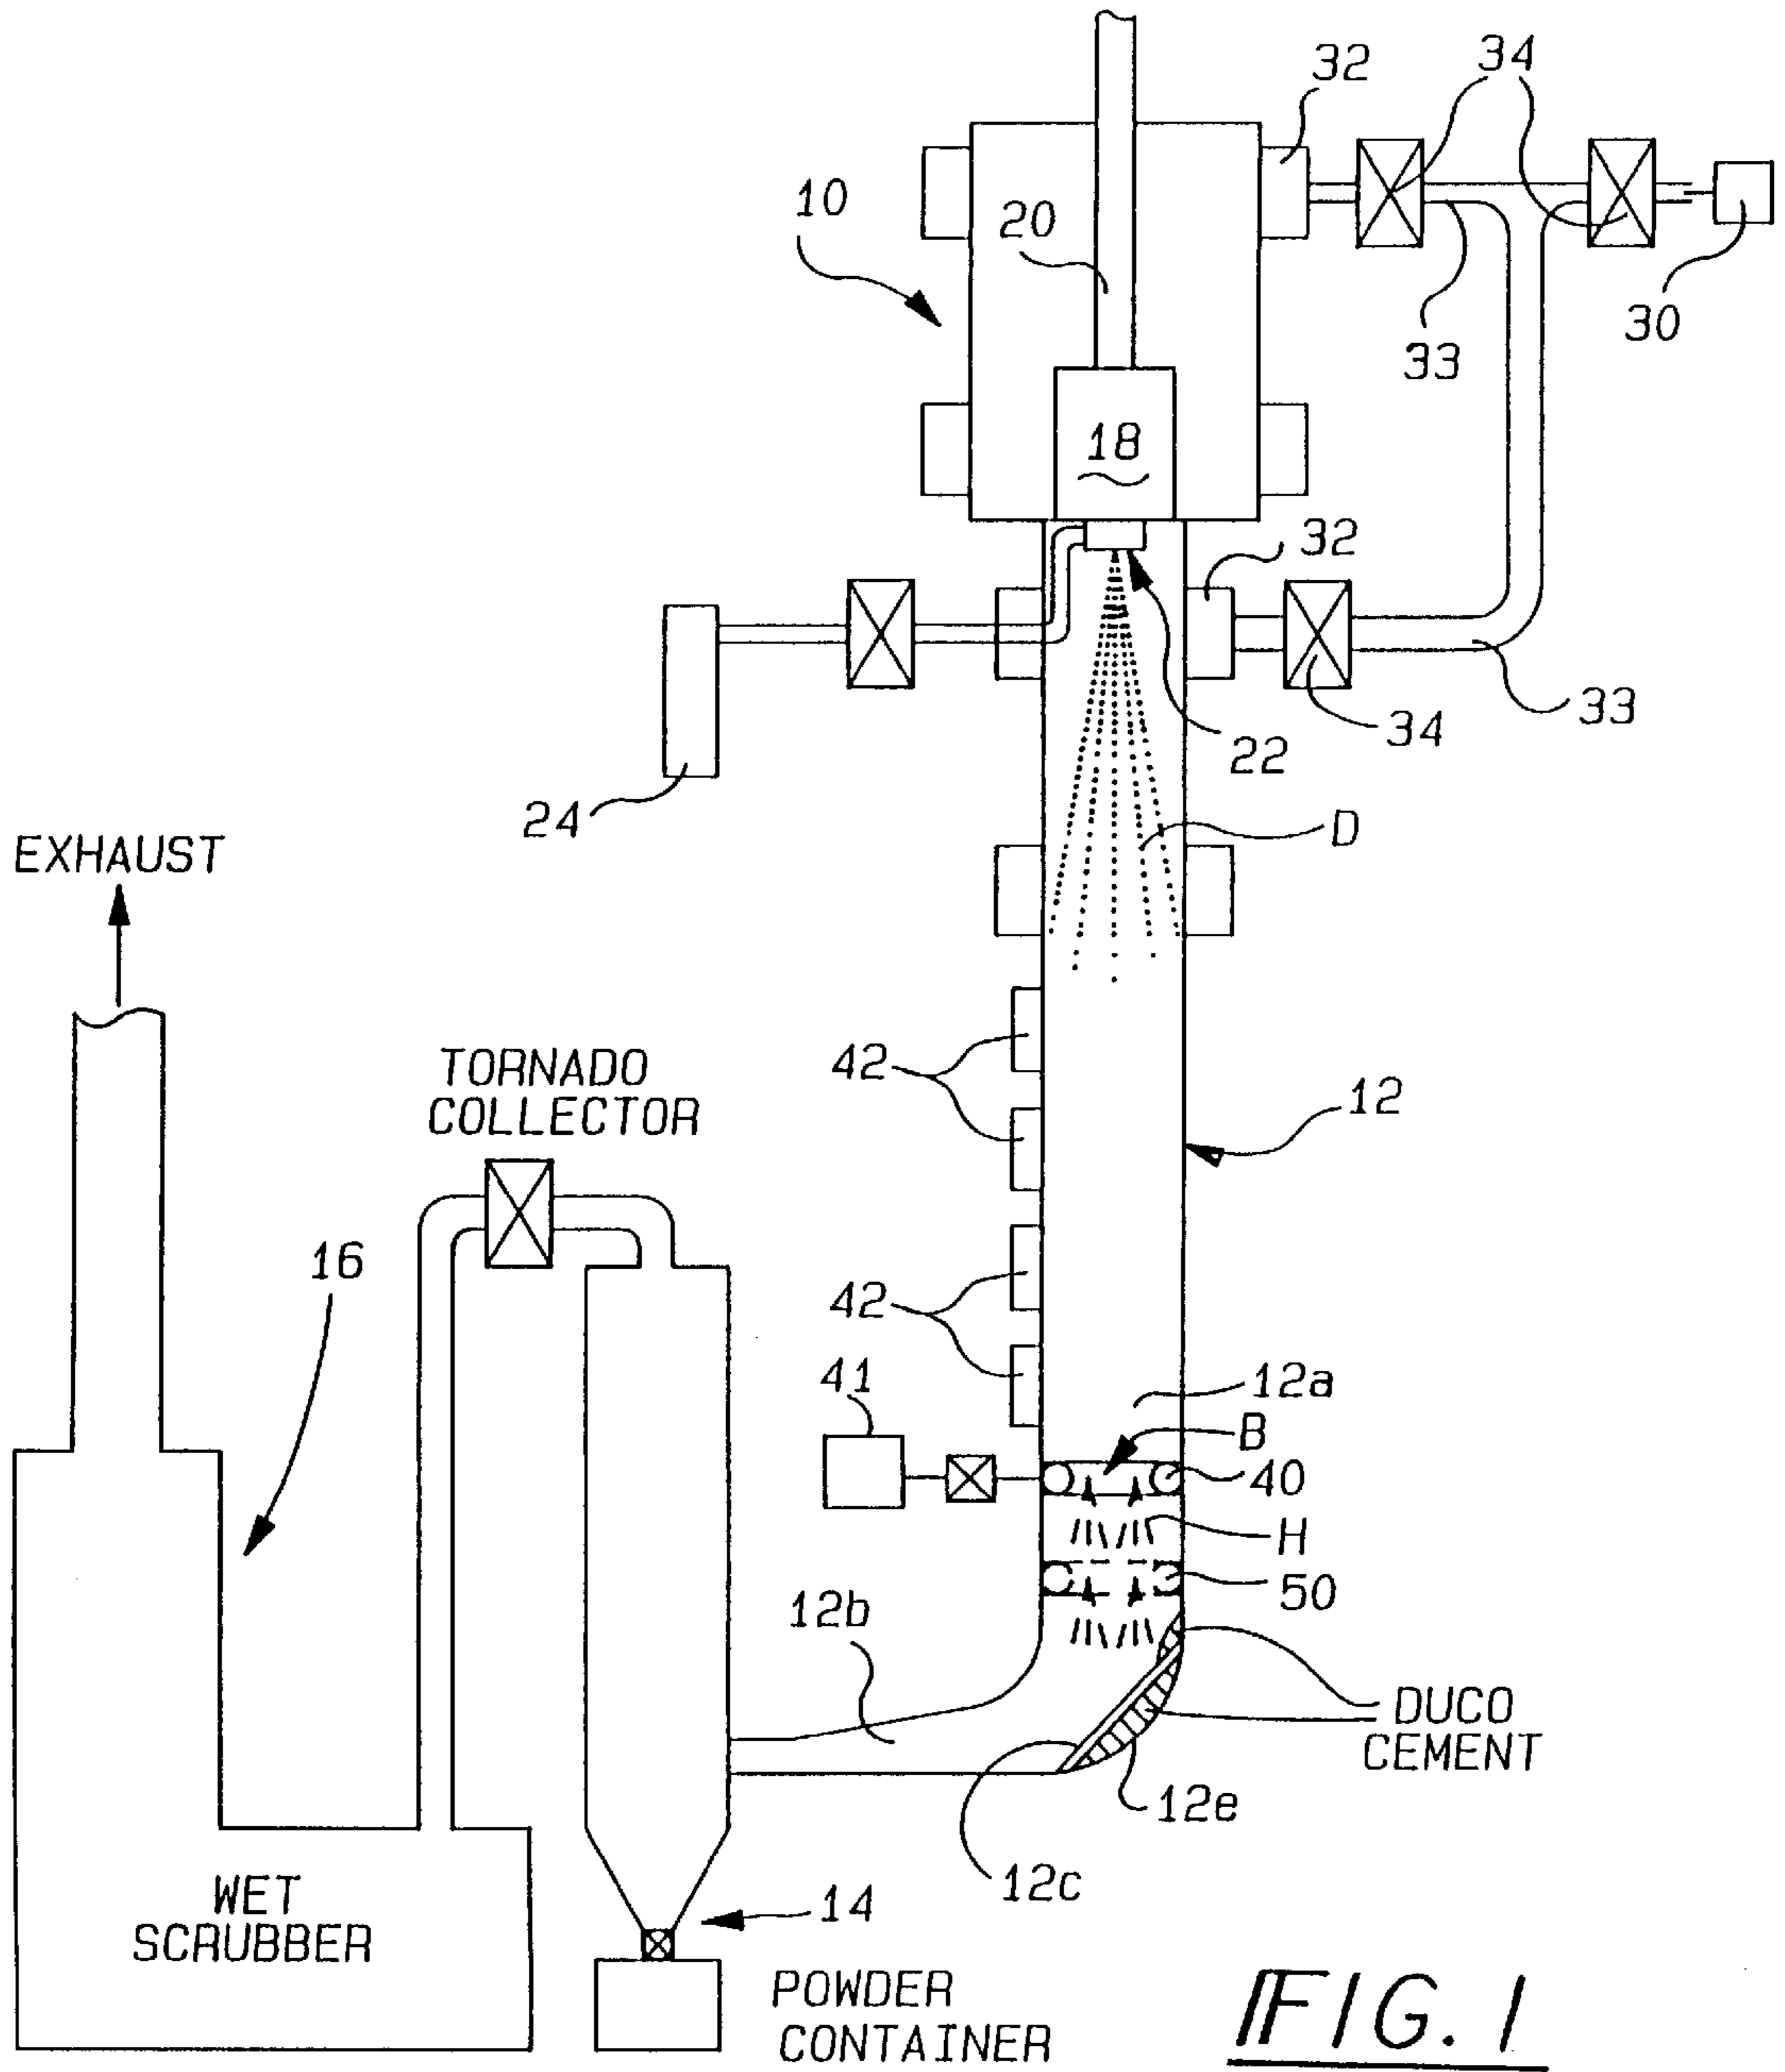 32
34
10
20
30
33
18
32
22
34
33
24
D
EXHAUST
42
TORNADO
COLLECTOR
12
16
42
41
12a
B
40
H
50
12b
DUCO
CEMENT
12e
12c
WET
SCRUBBER
14
POWDER
CONTAINER
FIG. 1